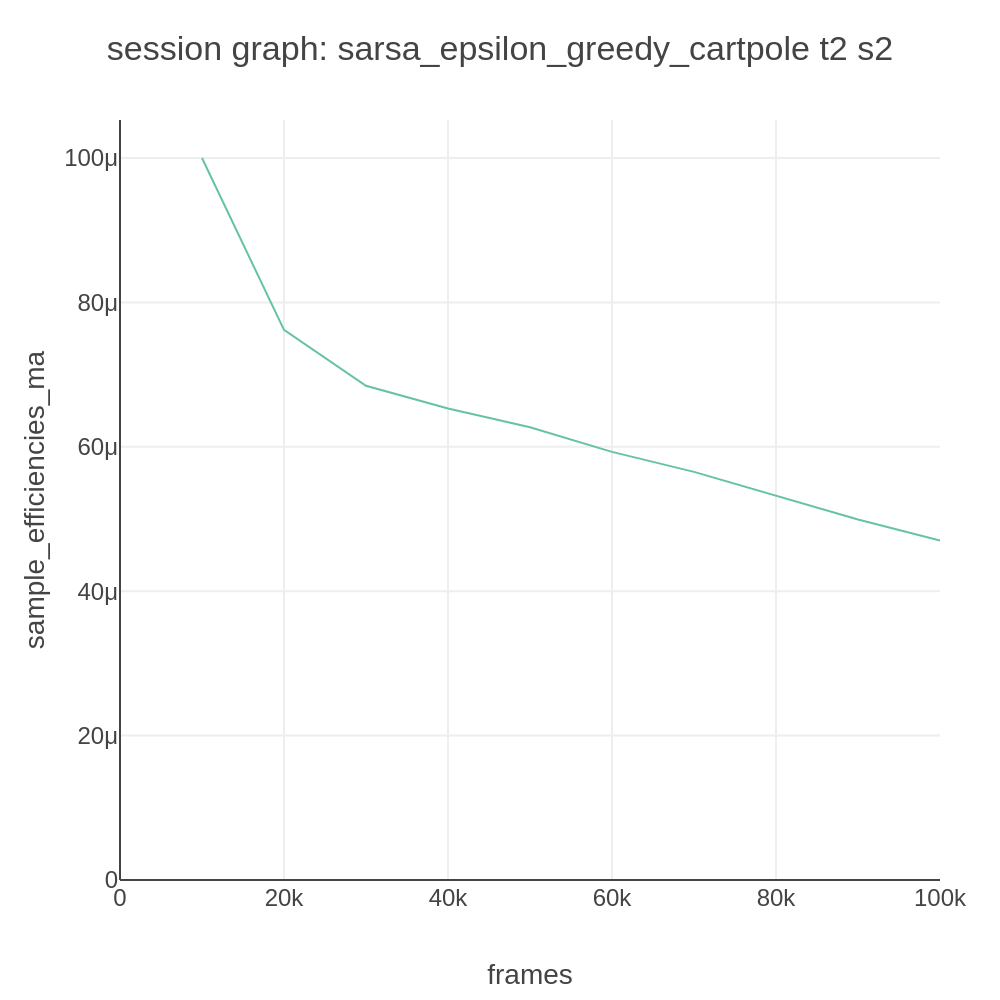 session graph: sarsa_epsilon_greedy_cartpole t2 s2
100μ
80μ
60μ
40μ
20μ
0
sample_efficiencies_ma
0 20k 40k 60k 80k 100k
frames